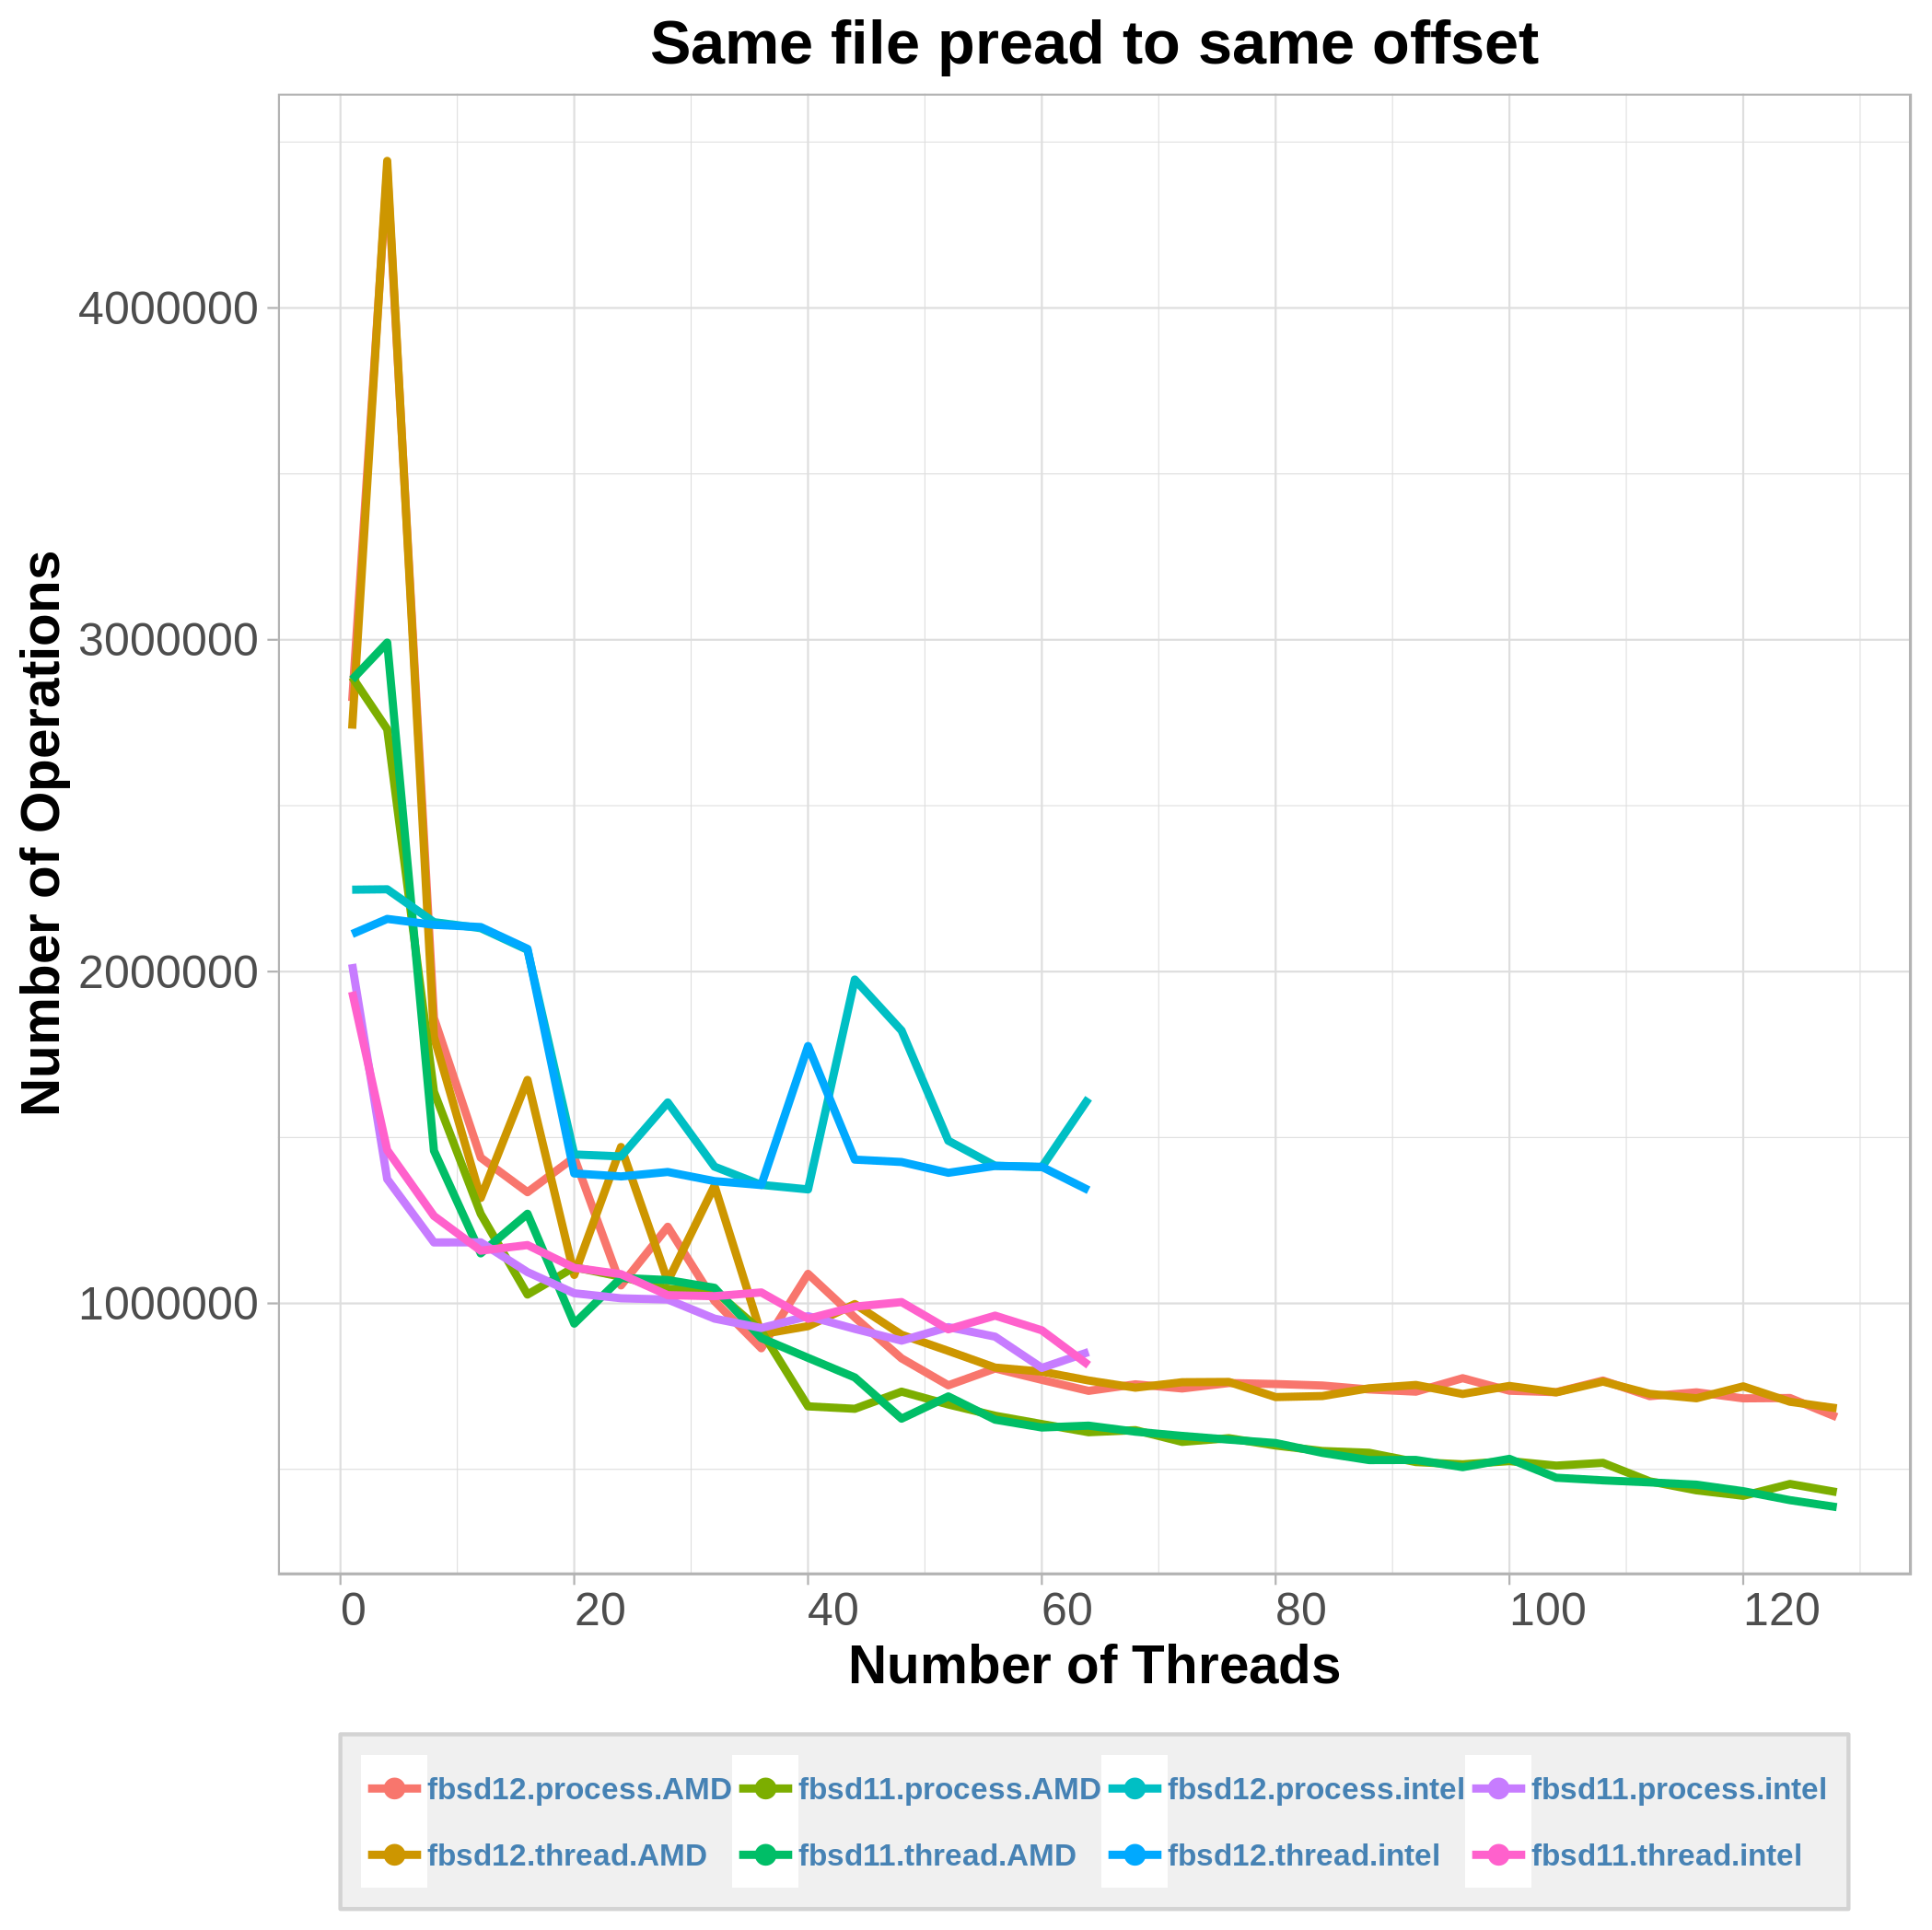 Same file pread to same offset
Number of Operations
4000000
3000000
2000000
1000000
0 20 40 60 80 100 120
Number of Threads
fbsd12.process.AMD fbsd11.process.AMD fbsd12.process.intel fbsd11.process.intel
fbsd12.thread.AMD fbsd11.thread.AMD fbsd12.thread.intel fbsd11.thread.intel